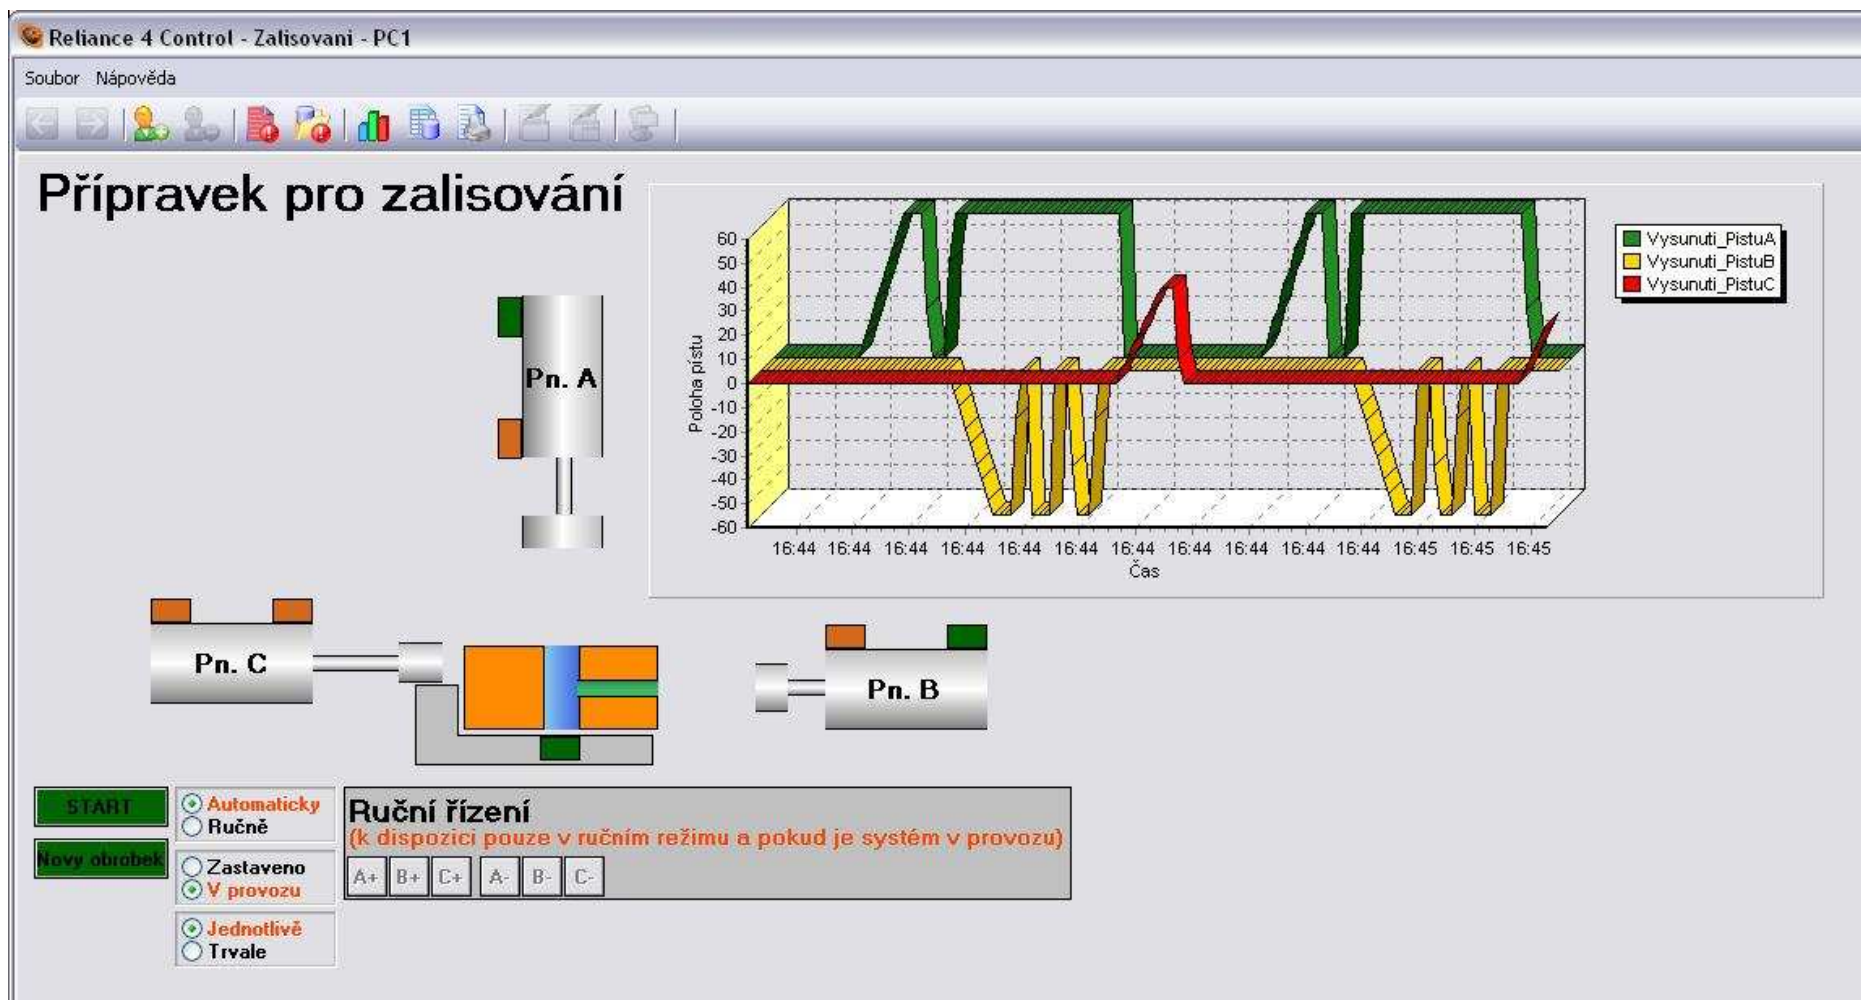 Reliance 4 Control - Zalisovani - PC1
Soubor Nápověda
Přípravek pro zalisování
60
50
40
30
20
10
0
-10
-20
-30
-40
-50
-60
Poloha pístu
16:44 16:44 16:44 16:44 16:44 16:44 16:44 16:44 16:44 16:44 16:44 16:45 16:45 16:45
Čas
Vysunuti_PistuA
Vysunuti_PistuB
Vysunuti_PistuC
Pn. A
Pn. C
Pn. B
START
Novy obrobek
Automaticky
Ručně
Zastaveno
V provozu
Jednotlivě
Trvale
Ruční řízení
(k dispozici pouze v ručním režimu a pokud je systém v provozu)
A+ B+ C+ A- B- C-